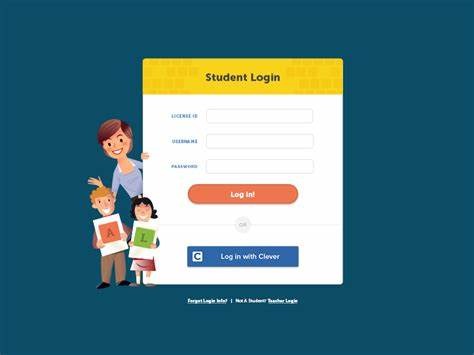 Student Login
LICENSE ID
USERNAME
PASSWORD
Log In!
OR
C Log in with Clever
A L
Forgot Login Info? | Not A Student? Teacher Login